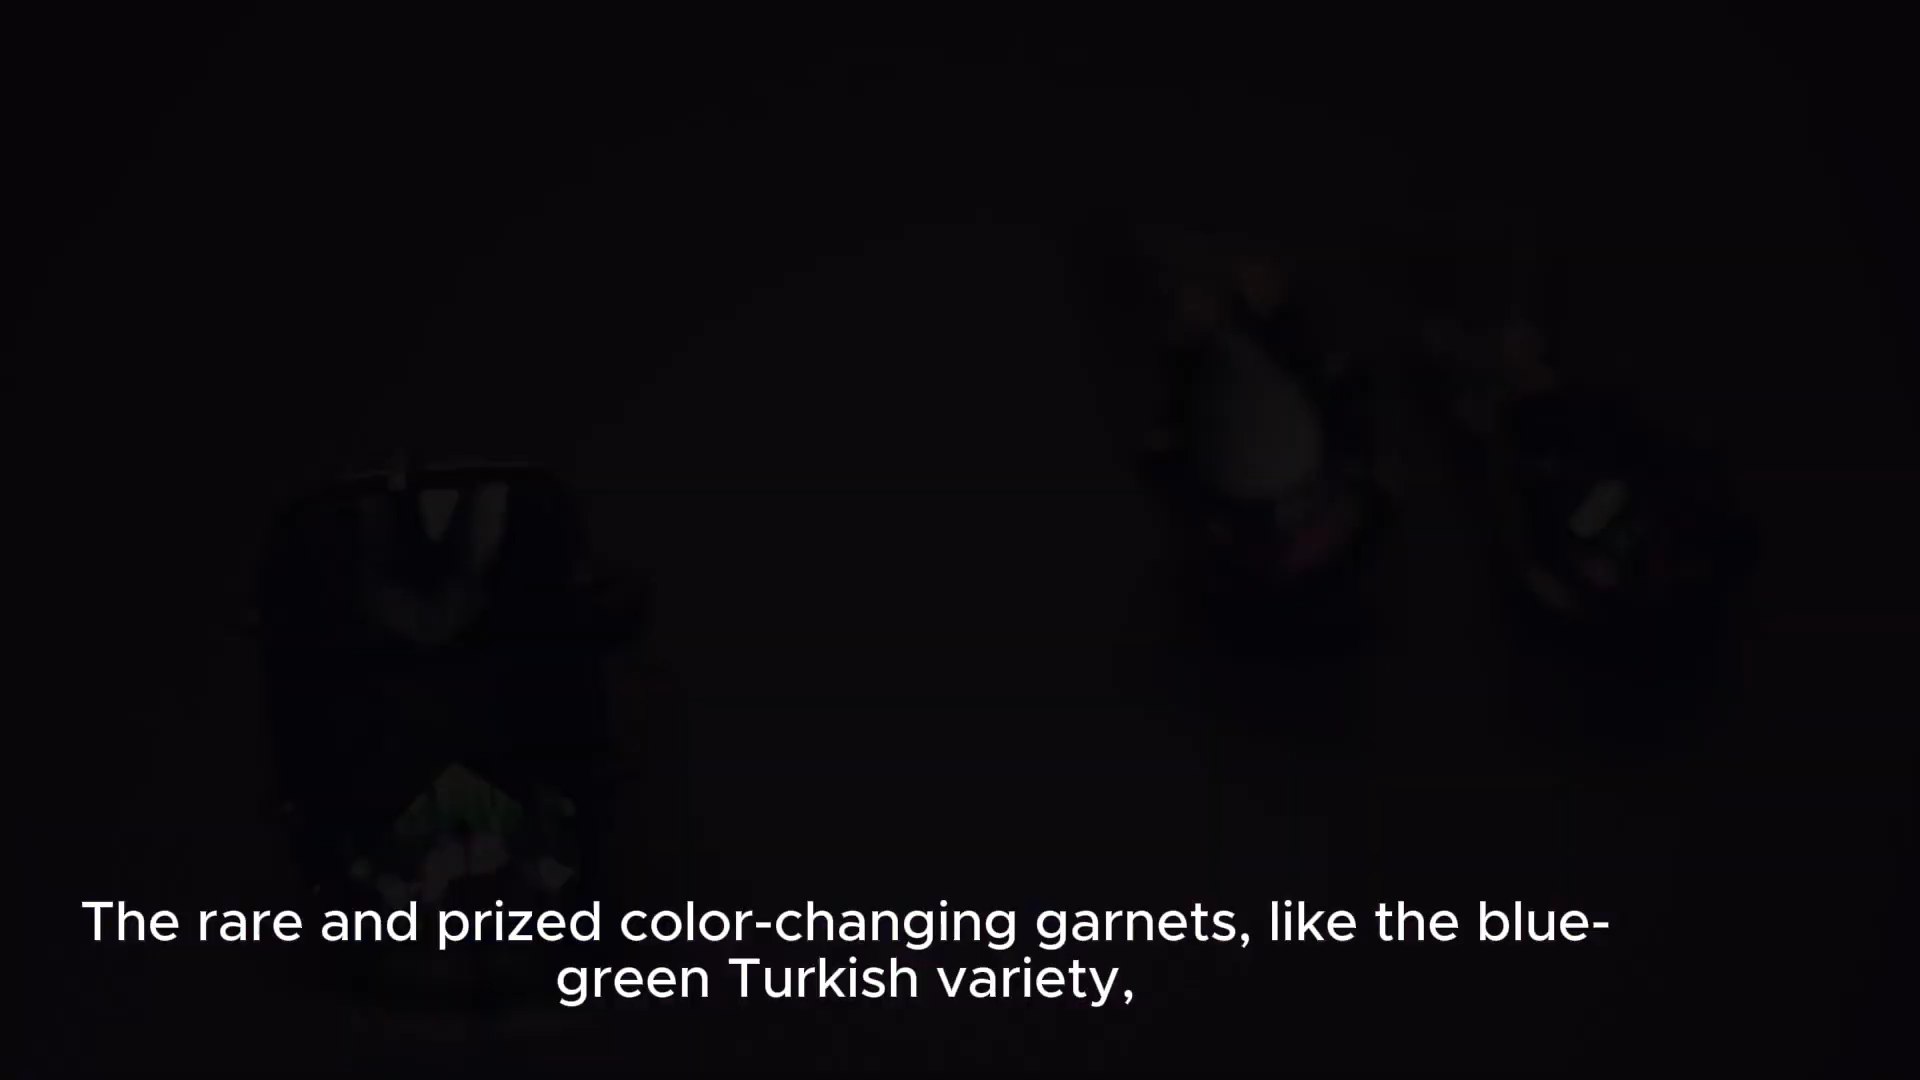 The rare and prized color-changing garnets, like the blue-
green Turkish variety,